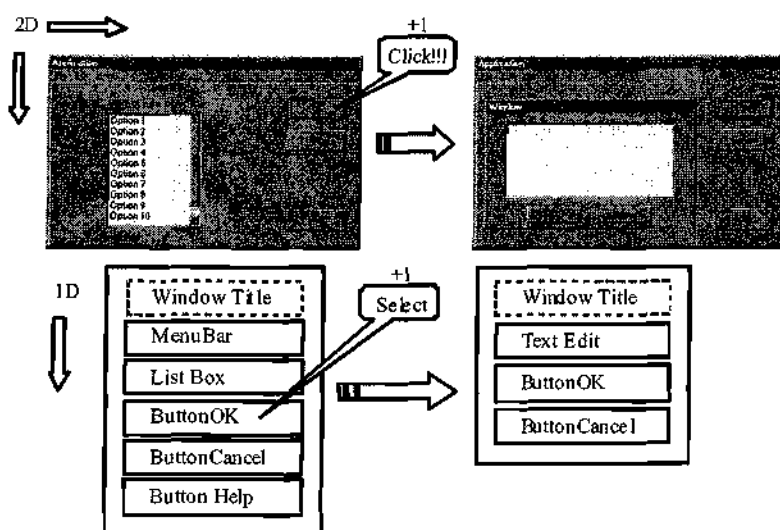 2D
+1
Click!!!
Application
Option 1
Option 2
Option 3
Option 4
Option 5
Option 6
Option 7
Option 8
Option 9
Option 10
Application
Window
1D
Window Title
MenuBar
List Box
ButtonOK
ButtonCancel
Button Help
+1
Select
Window Title
Text Edit
ButtonOK
ButtonCancel